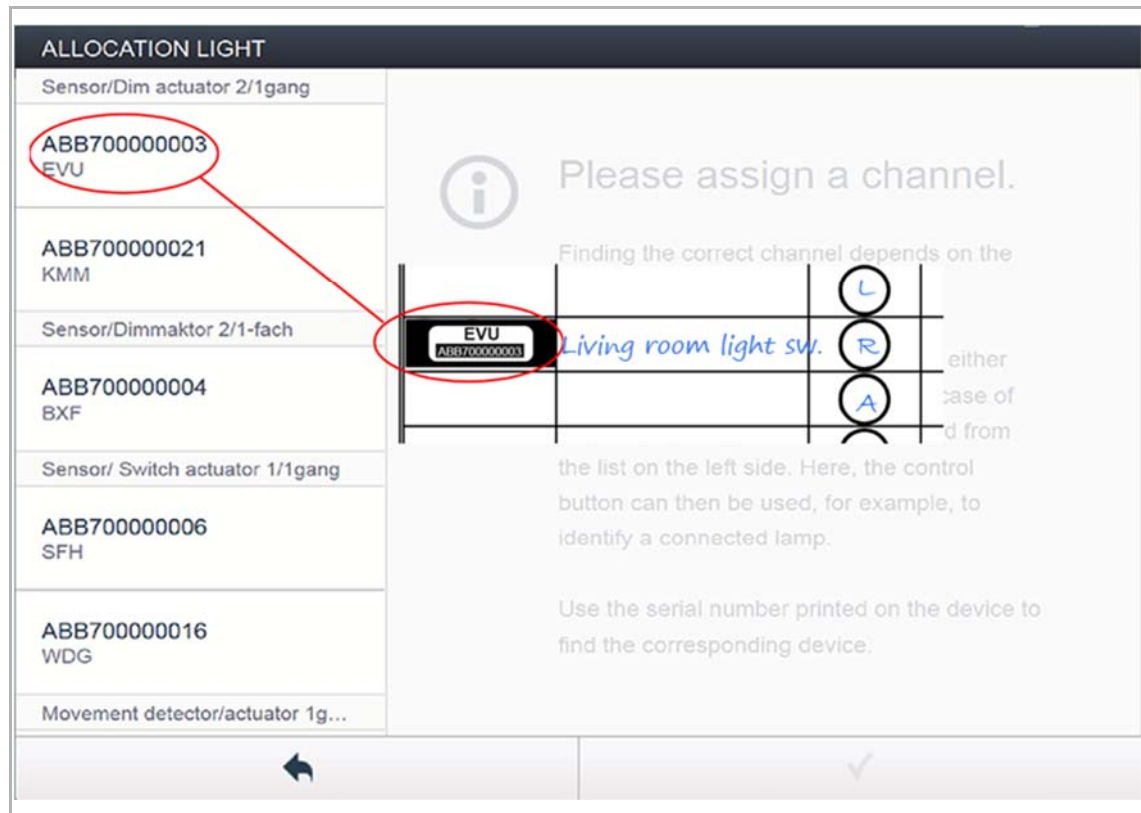 ALLOCATION LIGHT
Sensor/Dim actuator 2/1gang
ABB700000003
EVU
ABB700000021
KMM
Sensor/Dimmaktor 2/1-fach
ABB700000004
BXF
Sensor/ Switch actuator 1/1gang
ABB700000006
SFH
ABB700000016
WDG
Movement detector/actuator 1g...
Please assign a channel.
Finding the correct channel depends on the
L
EVU
ABB700000003
Living room light sw.
R
either
A
case of
d from
the list on the left side. Here, the control
button can then be used, for example, to
identify a connected lamp.
Use the serial number printed on the device to
find the corresponding device.